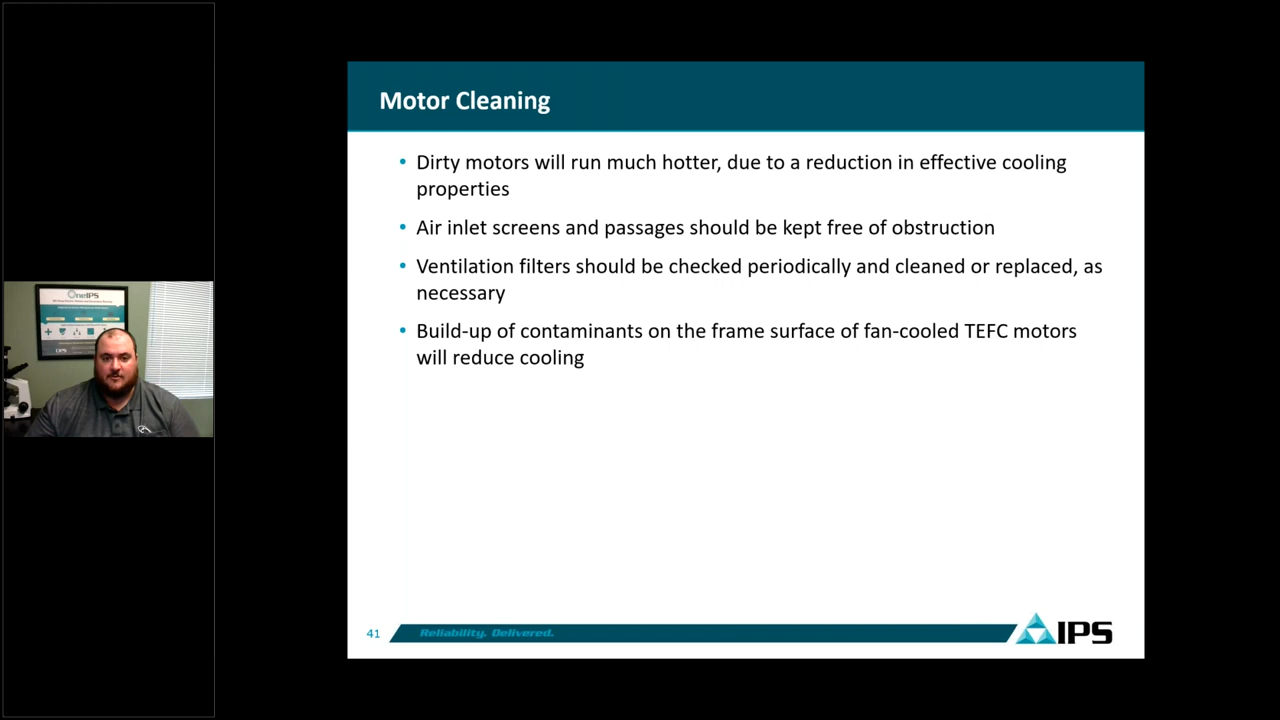 Motor Cleaning
• Dirty motors will run much hotter, due to a reduction in effective cooling
properties
• Air inlet screens and passages should be kept free of obstruction
• Ventilation filters should be checked periodically and cleaned or replaced, as
necessary
• Build-up of contaminants on the frame surface of fan-cooled TEFC motors
will reduce cooling
41
Reliability. Delivered.
IPS
OneIPS